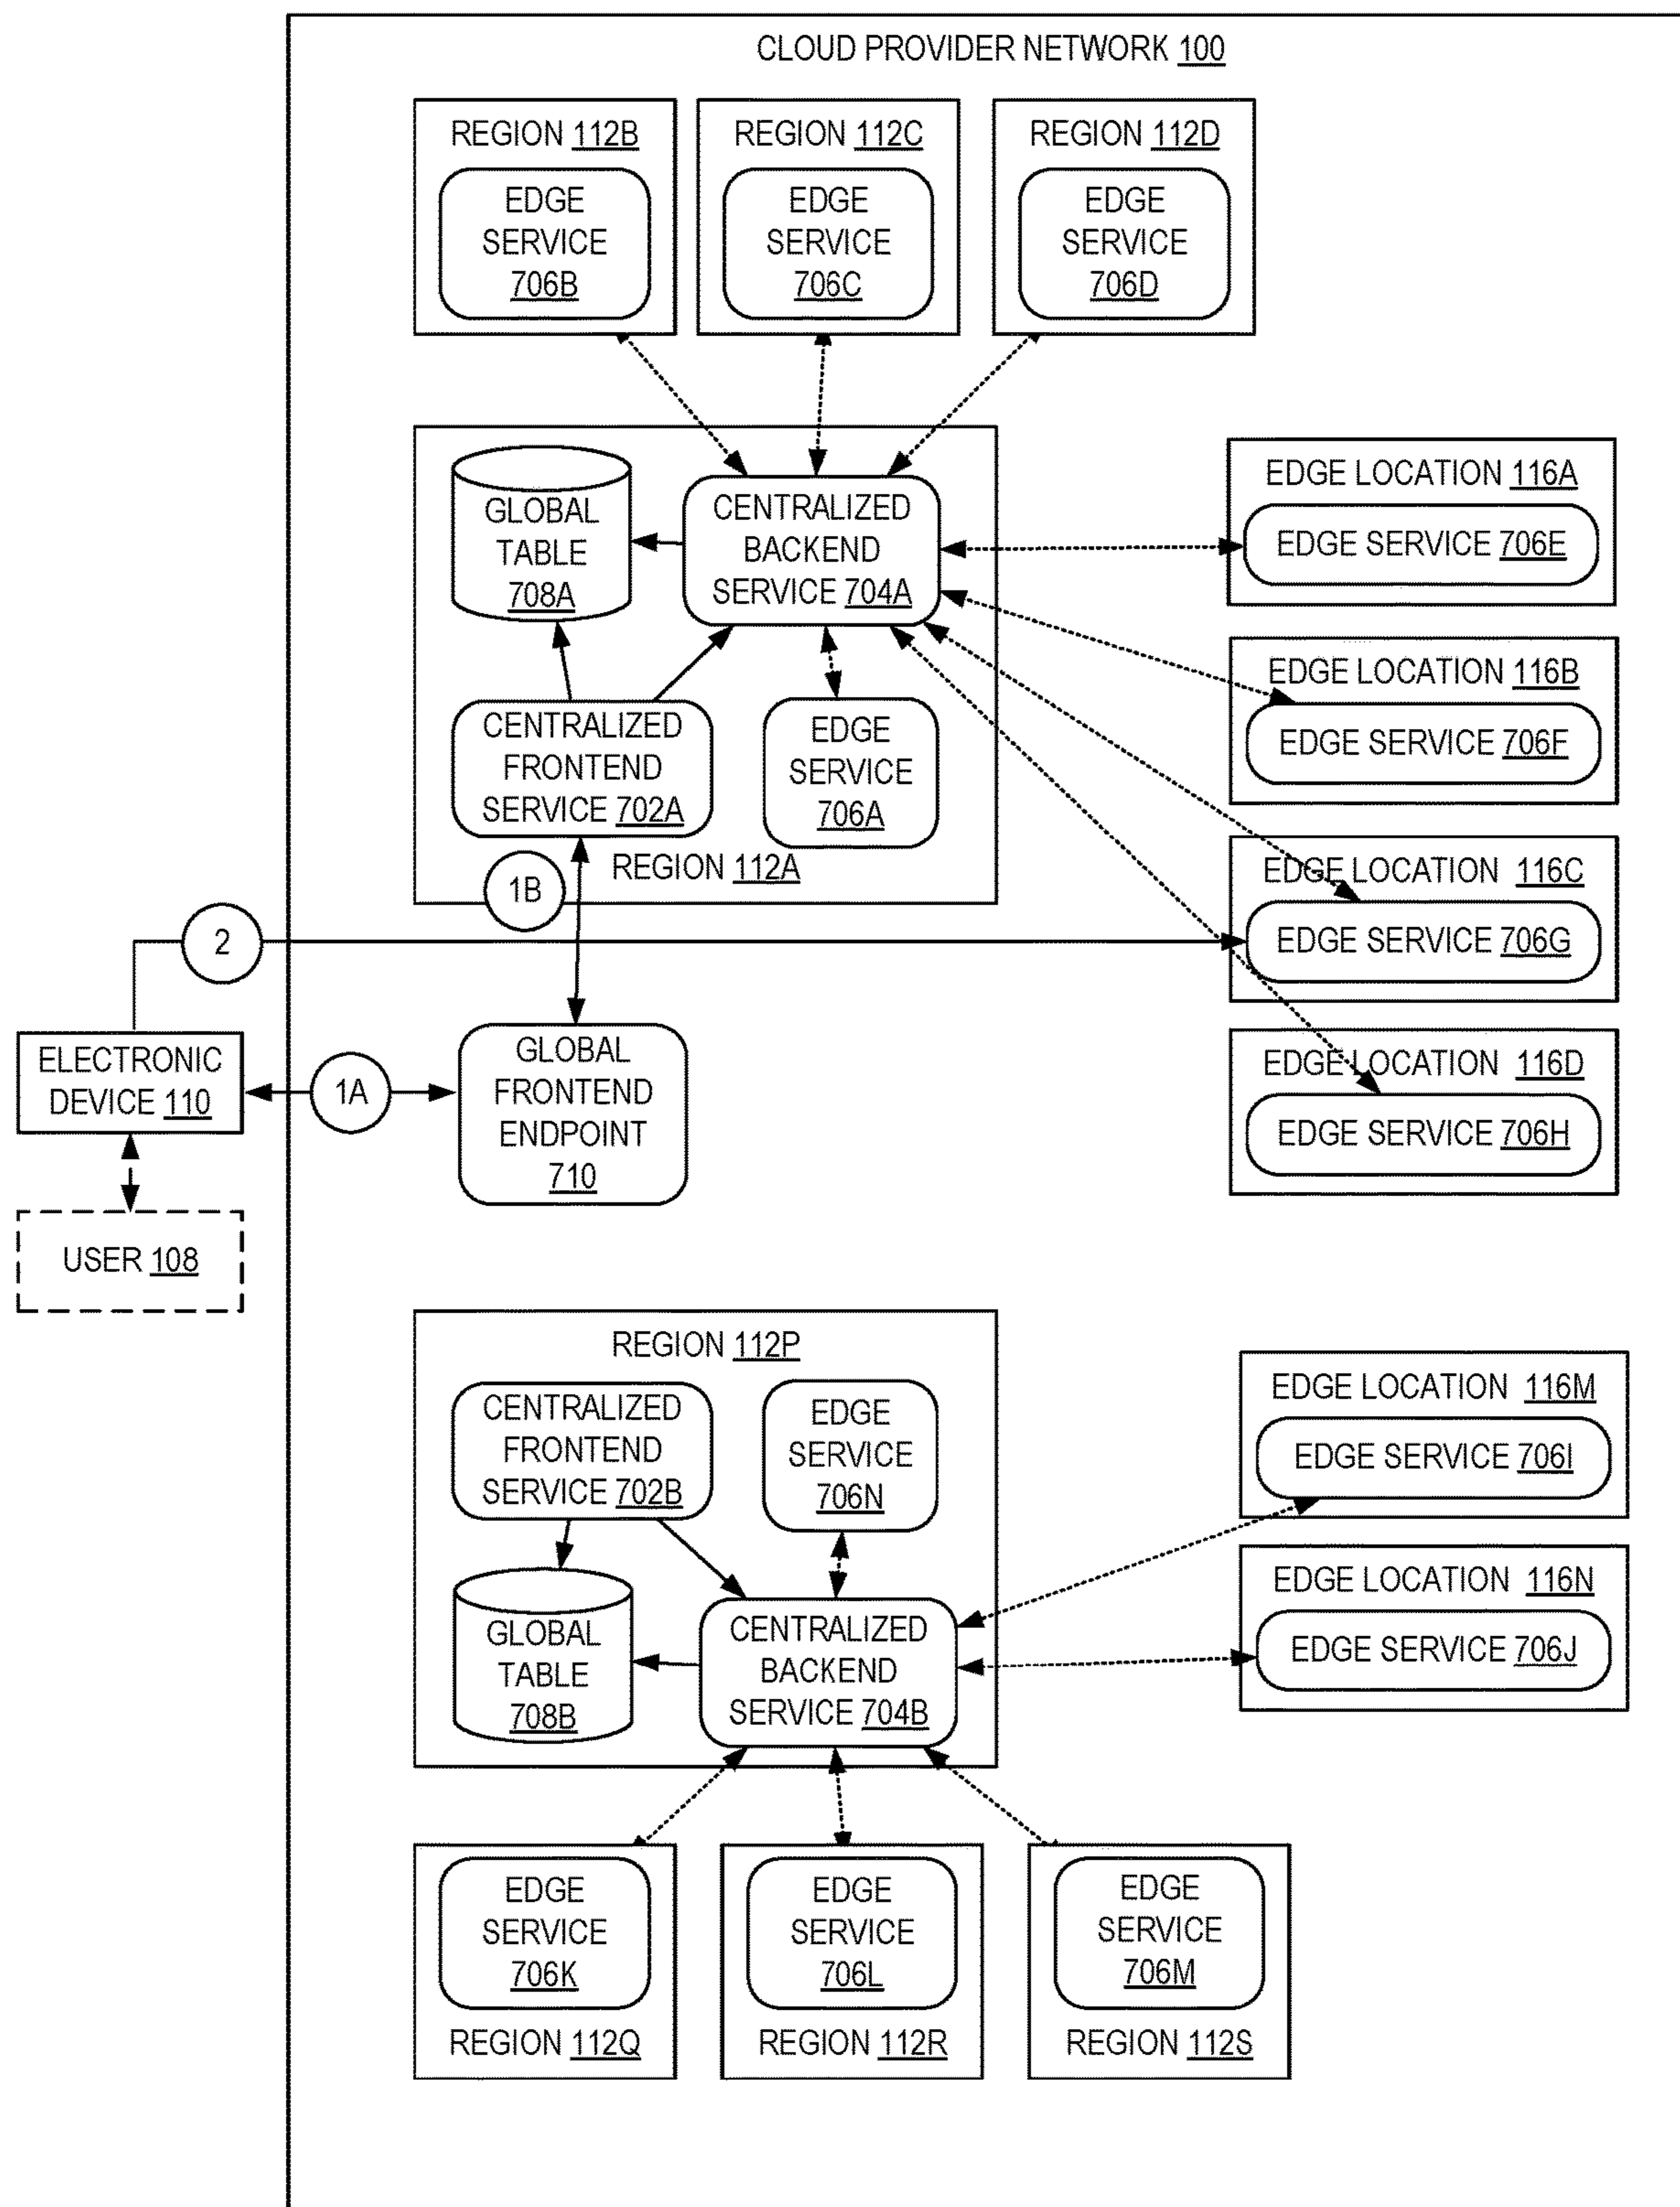 CLOUD PROVIDER NETWORK 100
REGION 112B
EDGE
SERVICE
706B
REGION 112C
EDGE
SERVICE
706C
REGION 112D
EDGE
SERVICE
706D
GLOBAL
TABLE
708A
CENTRALIZED
BACKEND
SERVICE 704A
CENTRALIZED
FRONTEND
SERVICE 702A
EDGE
SERVICE
706A
REGION 112A
1B
EDGE LOCATION 116A
EDGE SERVICE 706E
EDGE LOCATION 116B
EDGE SERVICE 706F
EDGE LOCATION 116C
EDGE SERVICE 706G
EDGE LOCATION 116D
EDGE SERVICE 706H
2
ELECTRONIC
DEVICE 110
1A
GLOBAL
FRONTEND
ENDPOINT
710
USER 108
REGION 112P
CENTRALIZED
FRONTEND
SERVICE 702B
EDGE
SERVICE
706N
GLOBAL
TABLE
708B
CENTRALIZED
BACKEND
SERVICE 704B
EDGE LOCATION 116M
EDGE SERVICE 706I
EDGE LOCATION 116N
EDGE SERVICE 706J
EDGE
SERVICE
706K
REGION 112Q
EDGE
SERVICE
706L
REGION 112R
EDGE
SERVICE
706M
REGION 112S